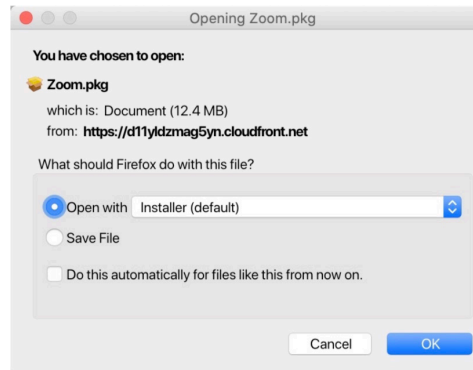 Opening Zoom.pkg
You have chosen to open:
Zoom.pkg
which is: Document (12.4 MB)
from: https://d11yldzmag5yn.cloudfront.net
What should Firefox do with this file?
Open with Installer (default)
Save File
Do this automatically for files like this from now on.
Cancel OK